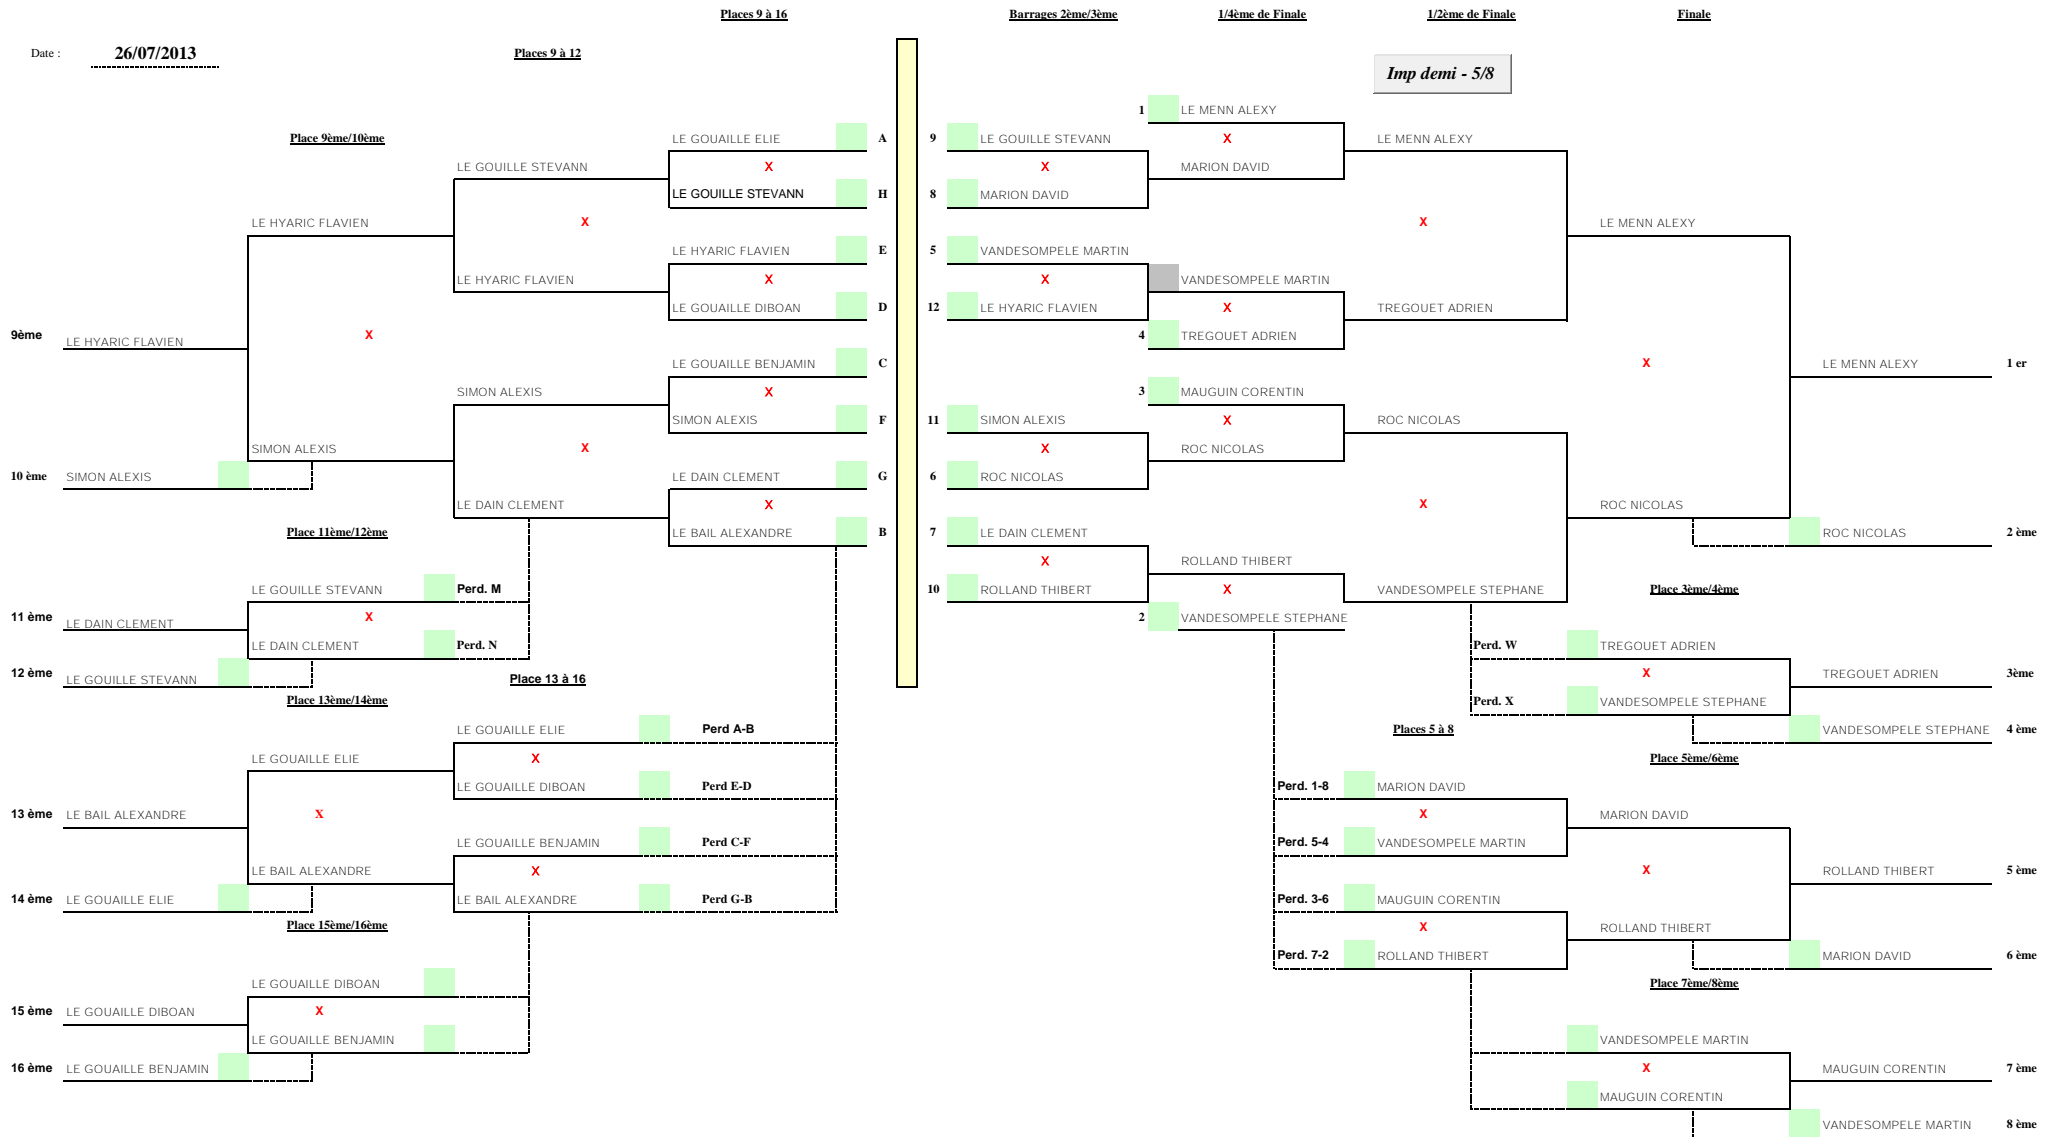 Places 9 à 16 Barrages 2ème/3ème 1/4ème de Finale 1/2ème de Finale Finale
Date : 26/07/2013 Places 9 à 12
Imp demi - 5/8
1 LE MENN ALEXY
Place 9ème/10ème LE GOUAILLE ELIE A 9 LE GOUILLE STEVANN X LE MENN ALEXY
LE GOUILLE STEVANN X X MARION DAVID
LE GOUILLE STEVANN H 8 MARION DAVID
LE HYARIC FLAVIEN X X LE MENN ALEXY
LE HYARIC FLAVIEN E 5 VANDESOMPELE MARTIN
LE HYARIC FLAVIEN X X VANDESOMPELE MARTIN
LE GOUAILLE DIBOAN D 12 LE HYARIC FLAVIEN X TREGOUET ADRIEN
9ème LE HYARIC FLAVIEN X 4 TREGOUET ADRIEN
LE GOUAILLE BENJAMIN C X LE MENN ALEXY 1 er
SIMON ALEXIS X 3 MAUGUIN CORENTIN
SIMON ALEXIS F 11 SIMON ALEXIS X ROC NICOLAS
SIMON ALEXIS X X ROC NICOLAS
10 ème SIMON ALEXIS LE DAIN CLEMENT G 6 ROC NICOLAS
LE DAIN CLEMENT X X ROC NICOLAS
Place 11ème/12ème LE BAIL ALEXANDRE B 7 LE DAIN CLEMENT ROC NICOLAS 2 ème
X ROLLAND THIBERT
LE GOUILLE STEVANN Perd. M 10 ROLLAND THIBERT X VANDESOMPELE STEPHANE Place 3ème/4ème
11 ème LE DAIN CLEMENT X 2 VANDESOMPELE STEPHANE
LE DAIN CLEMENT Perd. N Perd. W TREGOUET ADRIEN
12 ème LE GOUILLE STEVANN Place 13 à 16 X TREGOUET ADRIEN 3ème
Place 13ème/14ème Perd. X VANDESOMPELE STEPHANE
LE GOUAILLE ELIE Perd A-B Places 5 à 8 VANDESOMPELE STEPHANE 4 ème
LE GOUAILLE ELIE X Place 5ème/6ème
LE GOUAILLE DIBOAN Perd E-D Perd. 1-8 MARION DAVID
13 ème LE BAIL ALEXANDRE X X MARION DAVID
LE GOUAILLE BENJAMIN Perd C-F Perd. 5-4 VANDESOMPELE MARTIN
LE BAIL ALEXANDRE X X ROLLAND THIBERT 5 ème
14 ème LE GOUAILLE ELIE LE BAIL ALEXANDRE Perd G-B Perd. 3-6 MAUGUIN CORENTIN
Place 15ème/16ème X ROLLAND THIBERT
Perd. 7-2 ROLLAND THIBERT MARION DAVID 6 ème
LE GOUAILLE DIBOAN Place 7ème/8ème
15 ème LE GOUAILLE DIBOAN X
LE GOUAILLE BENJAMIN VANDESOMPELE MARTIN
16 ème LE GOUAILLE BENJAMIN X MAUGUIN CORENTIN 7 ème
MAUGUIN CORENTIN
VANDESOMPELE MARTIN 8 ème